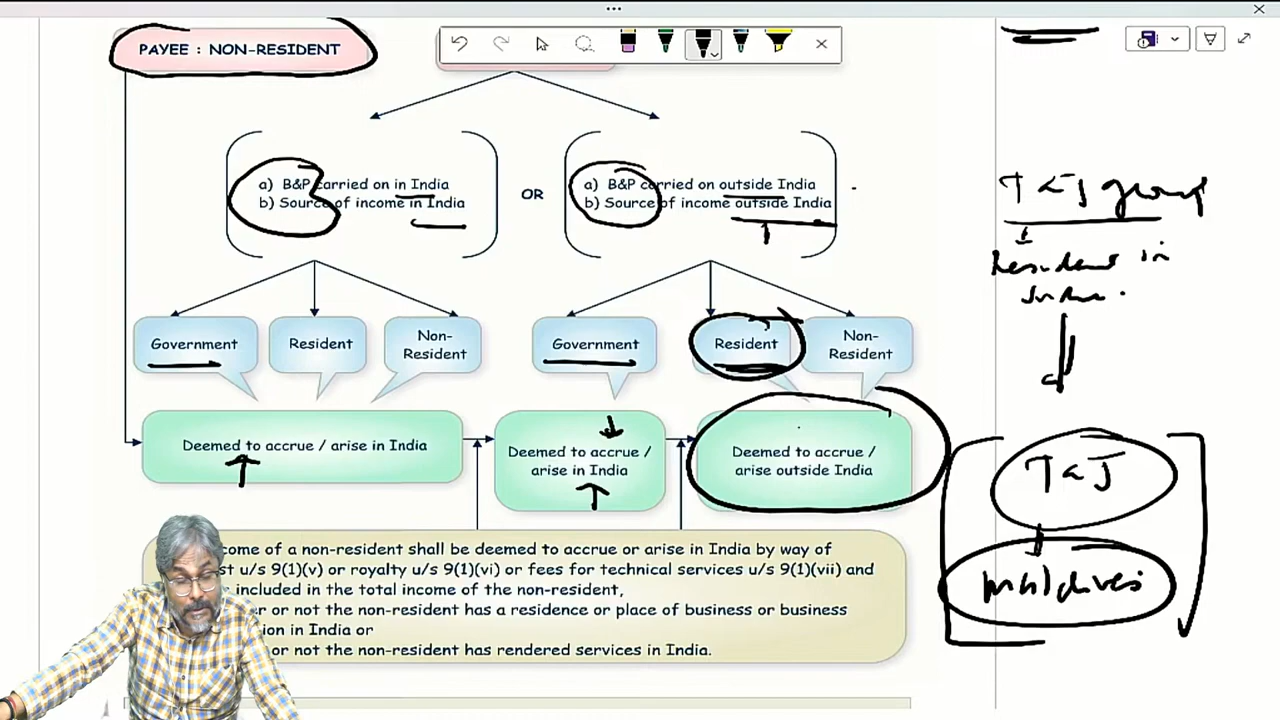 PAYEE : NON-RESIDENT
a) B&P carried on in India
b) Source of income in India
OR
a) B&P carried on outside India
b) Source of income outside India
Government
Resident
Non-
Resident
Government
Resident
Non-
Resident
Deemed to accrue / arise in India
Deemed to accrue /
arise in India
Deemed to accrue /
arise outside India
come of a non-resident shall be deemed to accrue or arise in India by way of
st u/s 9(1)(v) or royalty u/s 9(1)(vi) or fees for technical services u/s 9(1)(vii) and
included in the total income of the non-resident,
er or not the non-resident has a residence or place of business or business
ion in India or
or not the non-resident has rendered services in India.
TAJ group
Resident in
India.
TAJ
Maldives